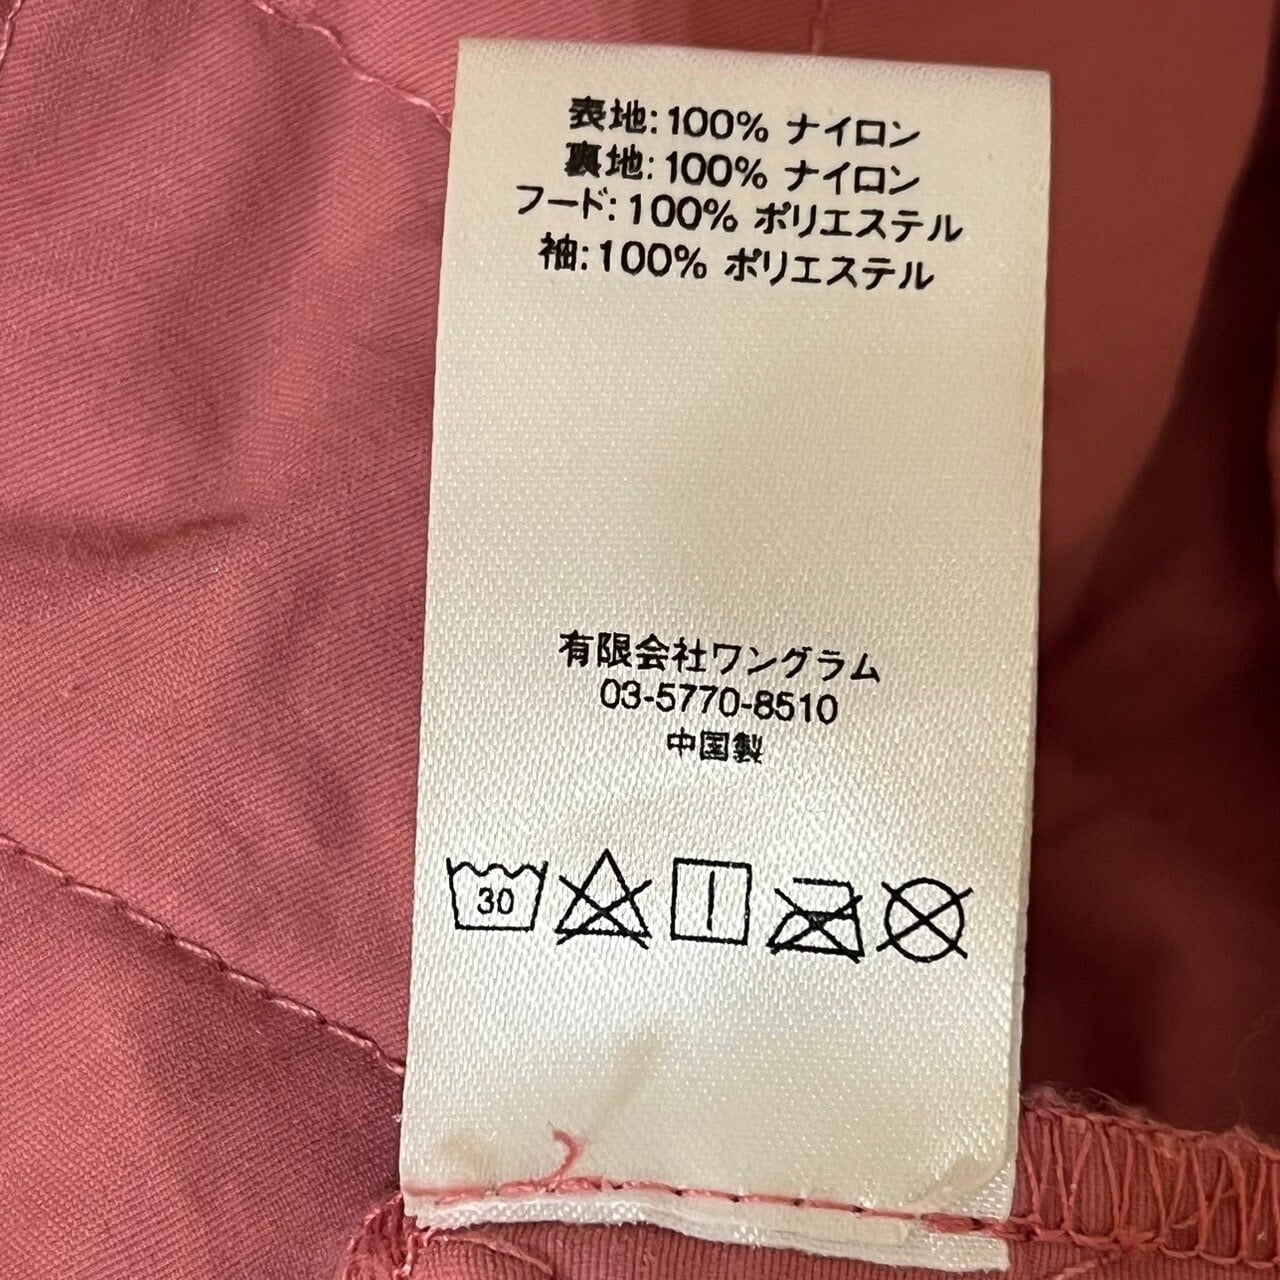 表地: 100% ナイロン
裏地: 100% ナイロン
フード: 100% ポリエステル
袖: 100% ポリエステル
有限会社ワングラム
03-5770-8510
中国製
30